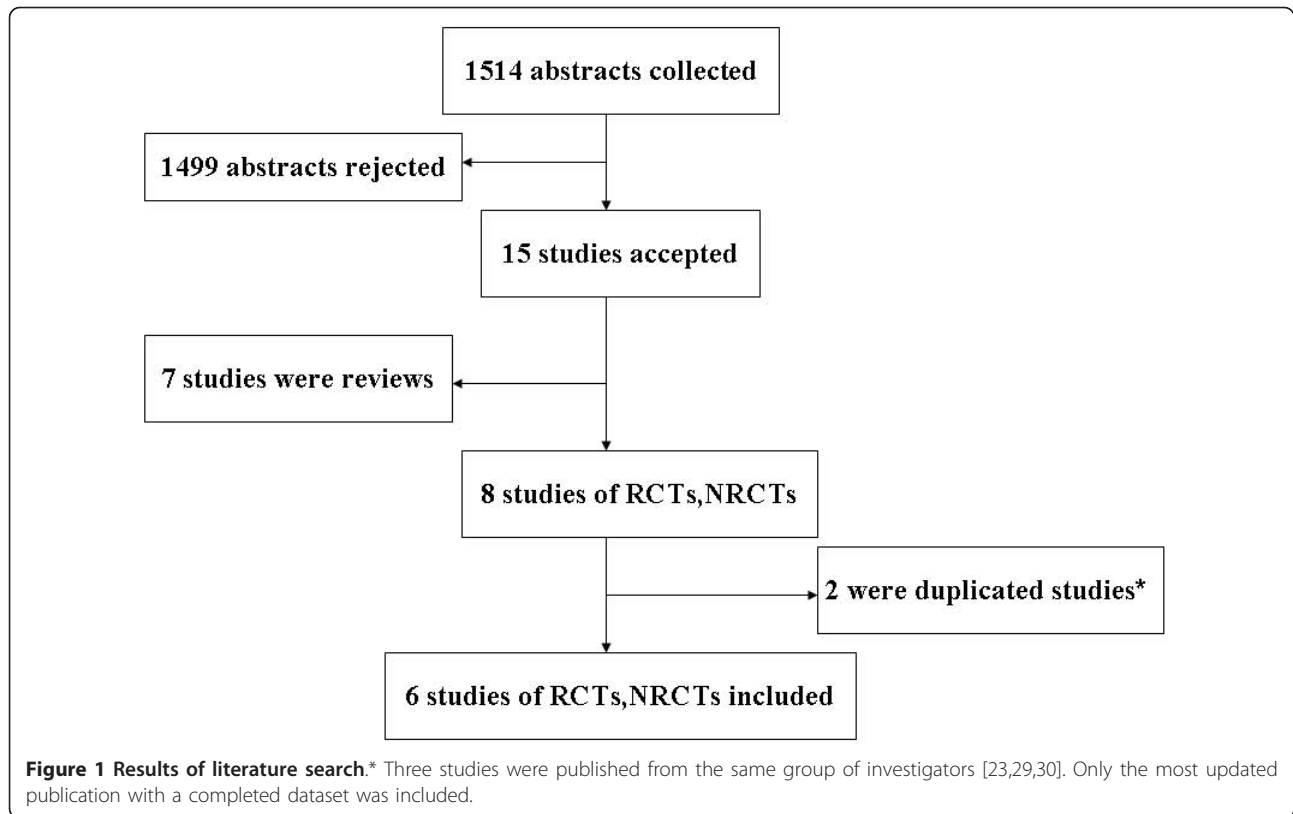 1514 abstracts collected
1499 abstracts rejected
15 studies accepted
7 studies were reviews
8 studies of RCTs,NRCTs
2 were duplicated studies*
6 studies of RCTs,NRCTs included
Figure 1 Results of literature search.* Three studies were published from the same group of investigators [23,29,30]. Only the most updated
publication with a completed dataset was included.